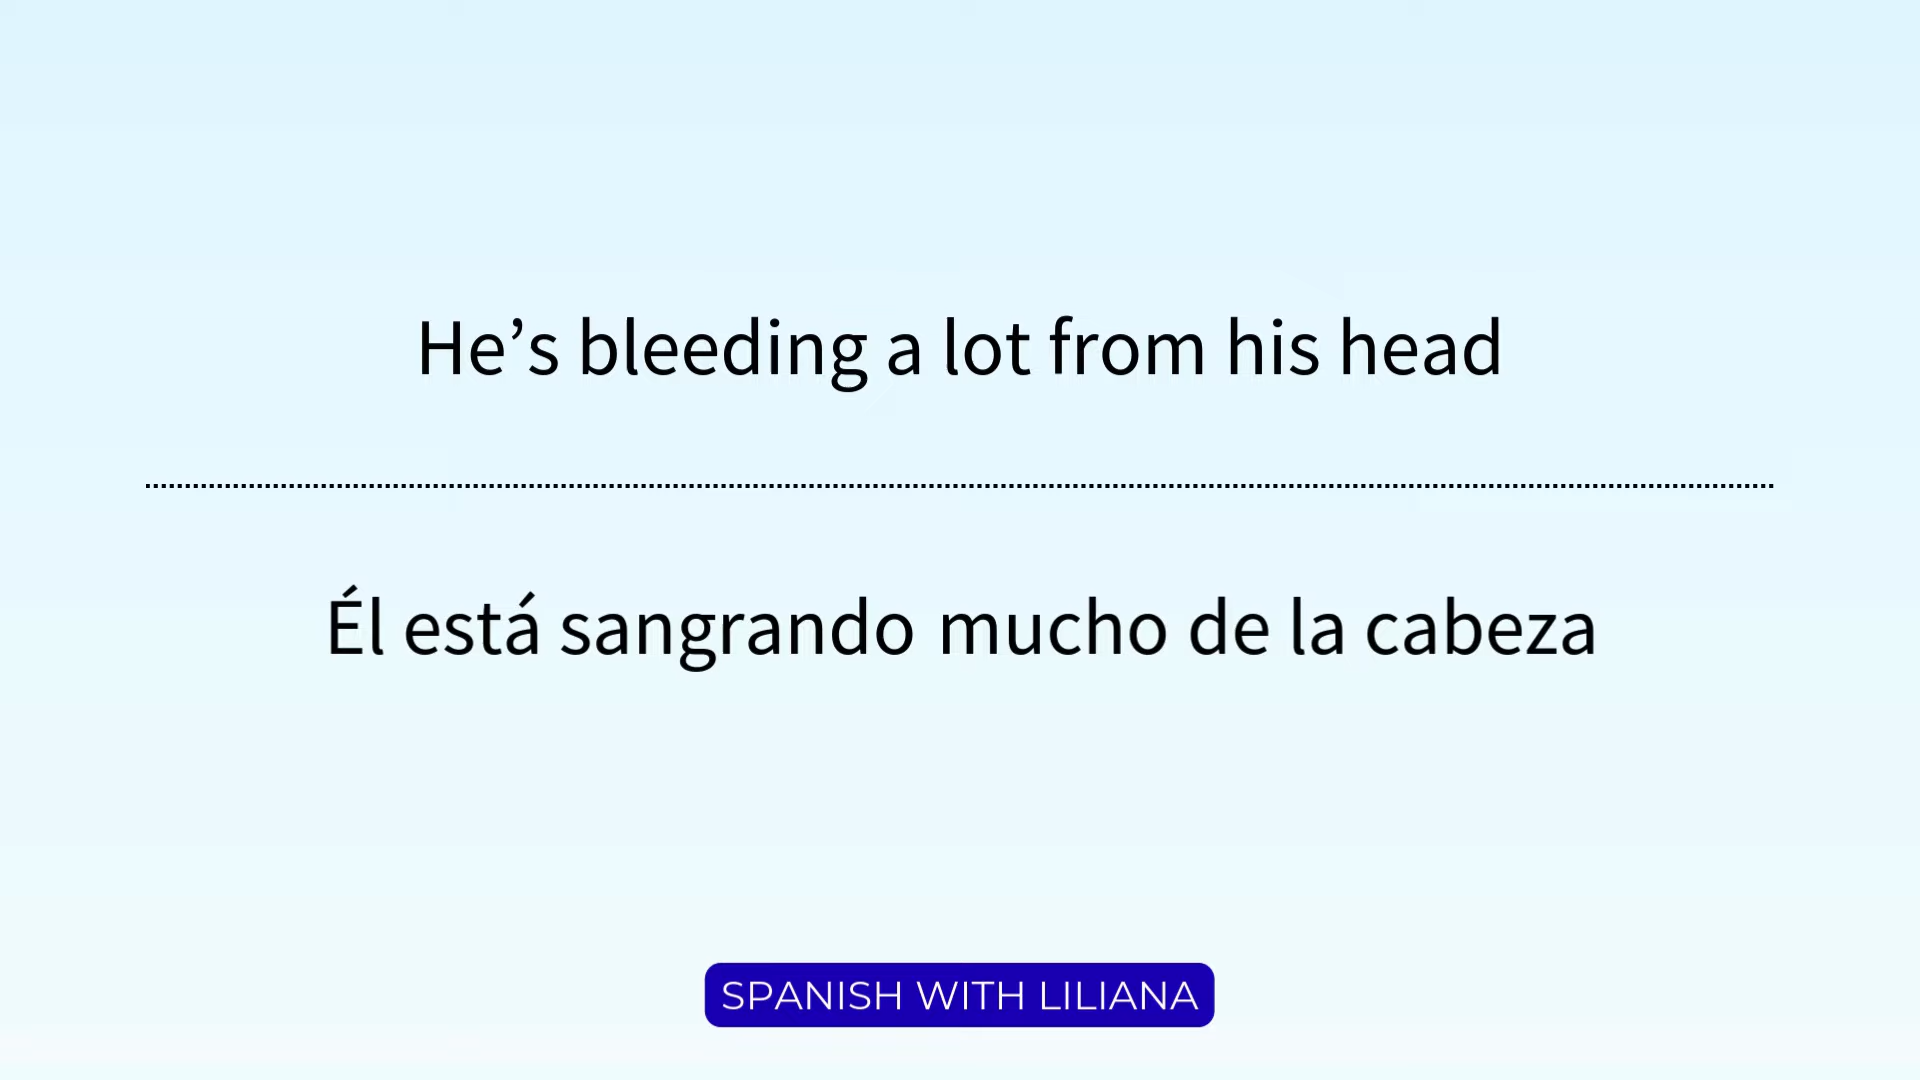 He’s bleeding a lot from his head
Él está sangrando mucho de la cabeza
SPANISH WITH LILIANA